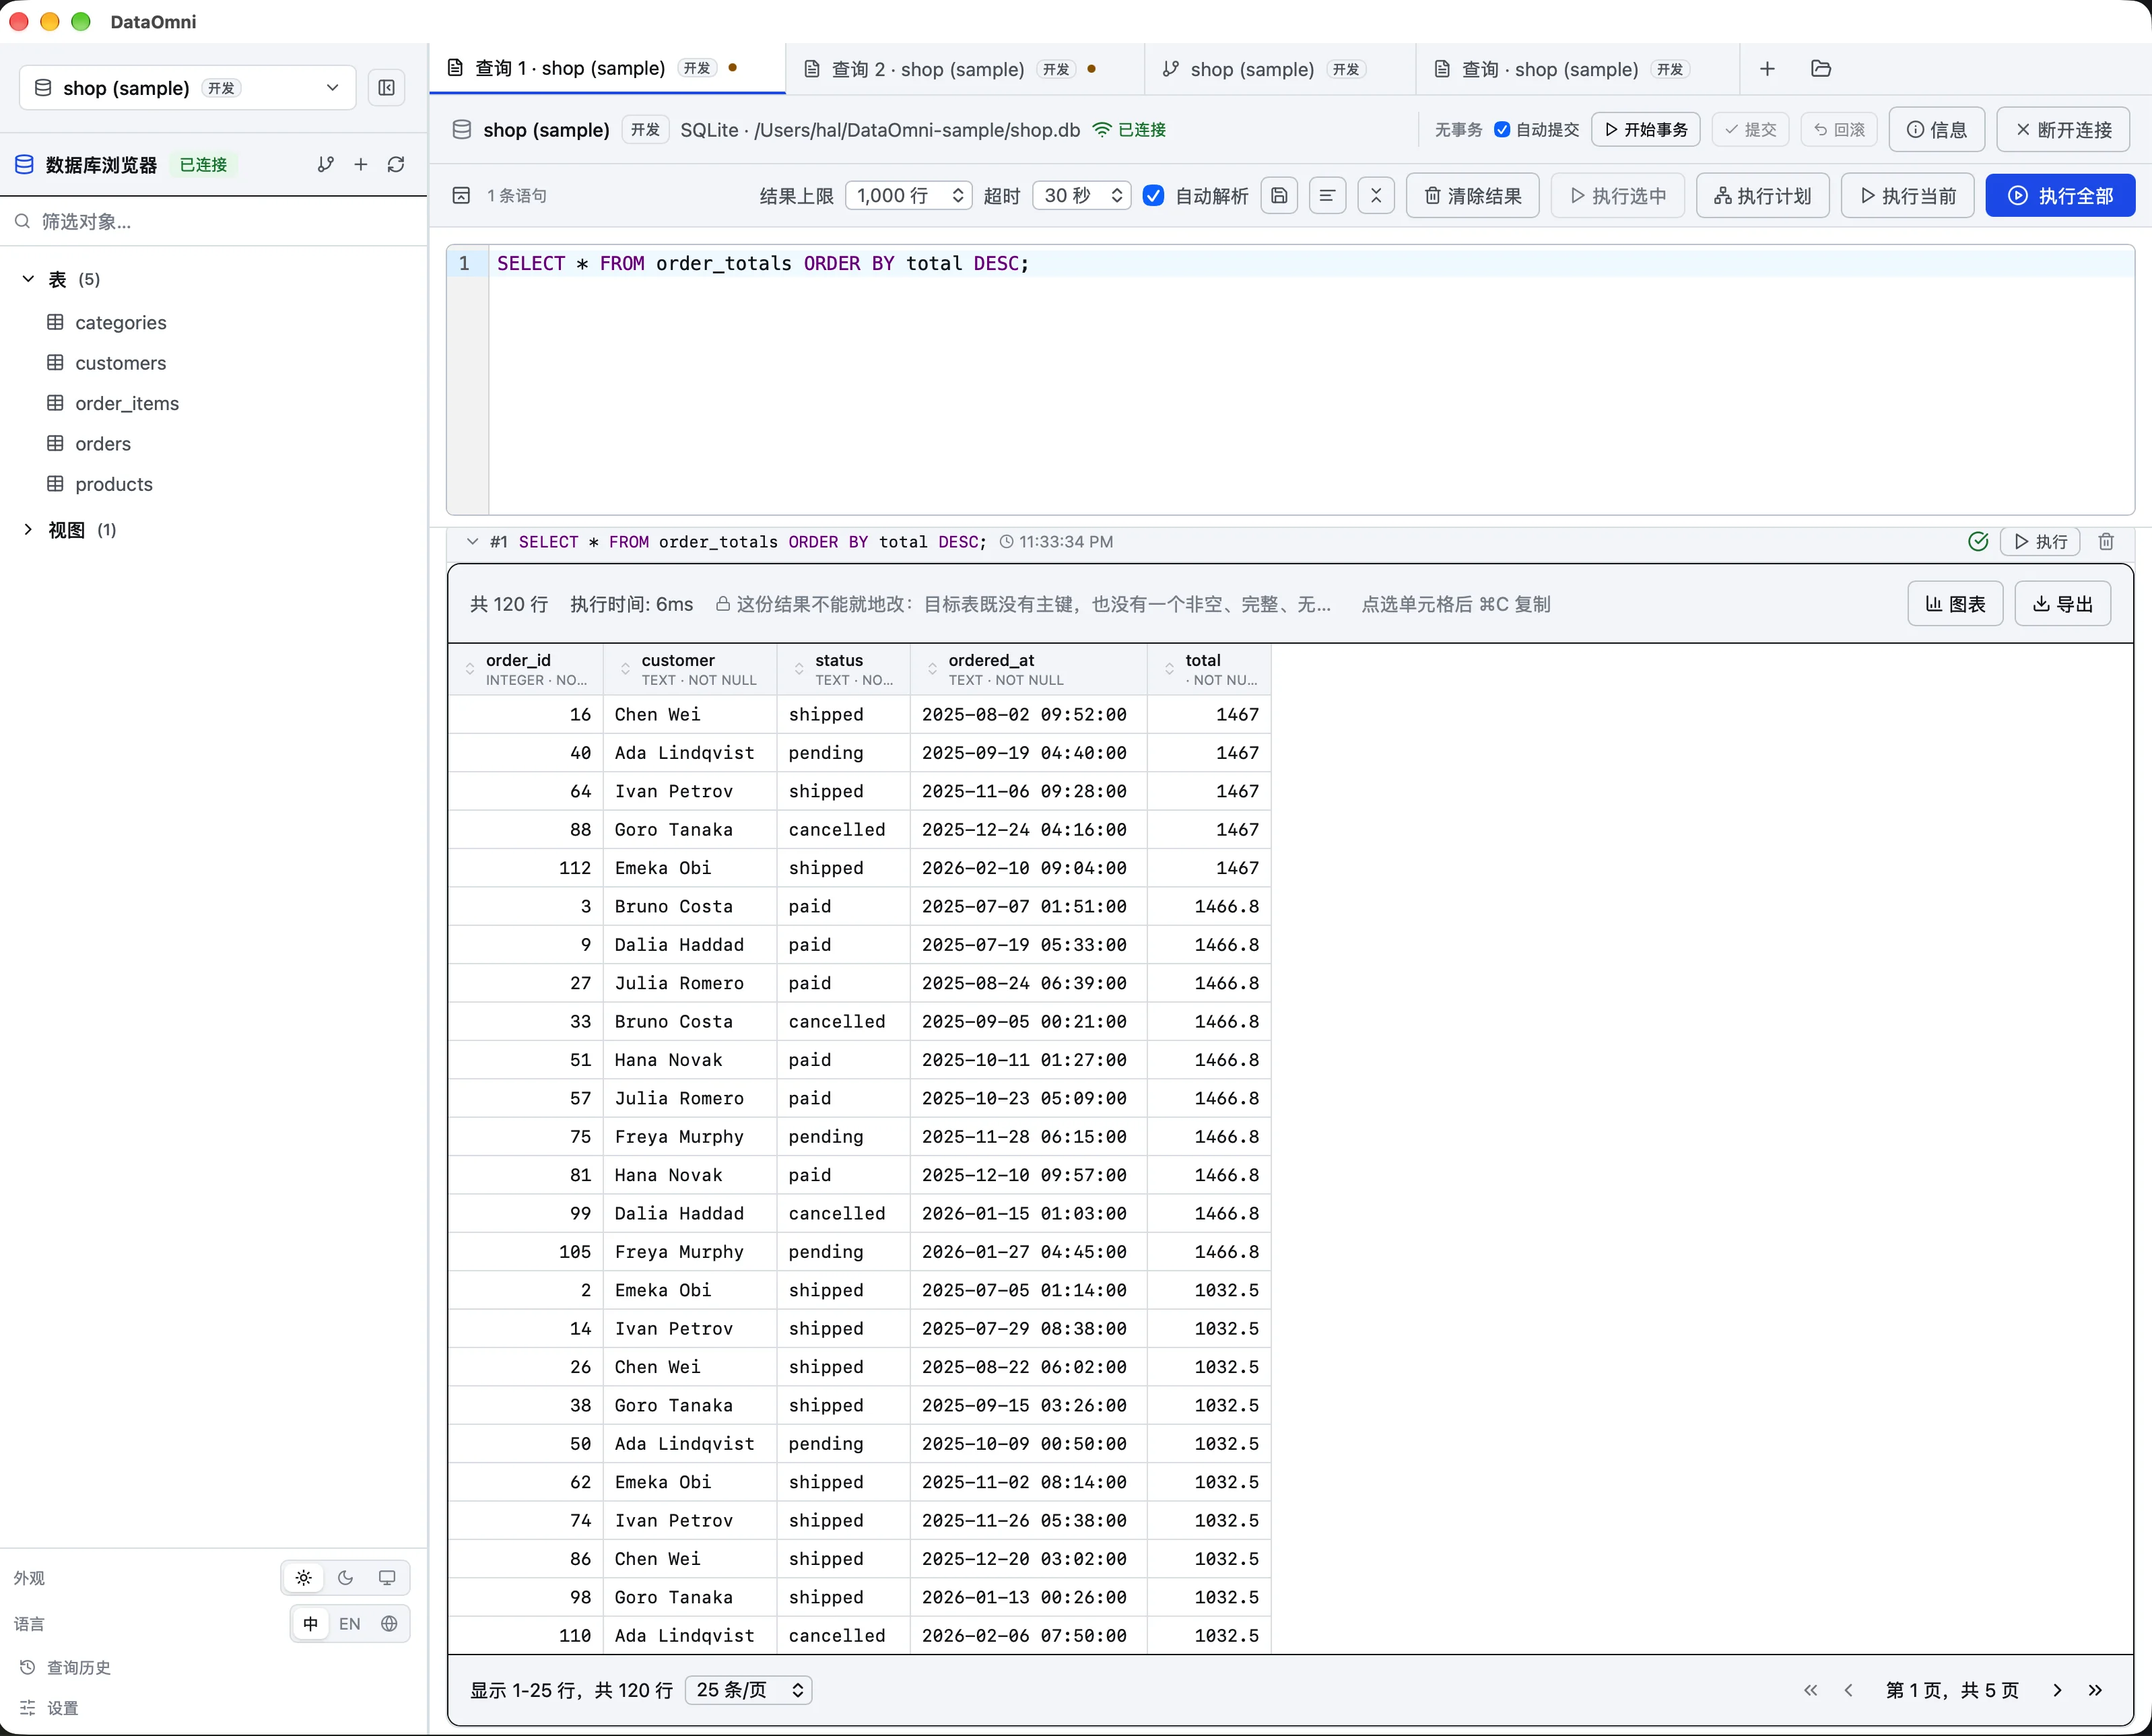 DataOmni
shop (sample) 开发
查询 1 · shop (sample) 开发
查询 2 · shop (sample) 开发
shop (sample) 开发
查询 · shop (sample) 开发
数据库浏览器 已连接
筛选对象...
表 (5)
categories
customers
order_items
orders
products
视图 (1)
外观
语言 中 EN
查询历史
设置
shop (sample) 开发 SQLite · /Users/hal/DataOmni-sample/shop.db 已连接 无事务 自动提交 开始事务 提交 回滚 信息 断开连接
1 条语句 结果上限 1,000 行 超时 30 秒 自动解析 清除结果 执行选中 执行计划 执行当前 执行全部
1 SELECT * FROM order_totals ORDER BY total DESC;
#1 SELECT * FROM order_totals ORDER BY total DESC; 11:33:34 PM 执行
共 120 行 执行时间: 6ms 这份结果不能就地改：目标表既没有主键，也没有一个非空、完整、无... 点选单元格后 ⌘C 复制 图表 导出
order_id customer status ordered_at total
INTEGER · NO... TEXT · NOT NULL TEXT · NO... TEXT · NOT NULL · NOT NU...
16 Chen Wei shipped 2025-08-02 09:52:00 1467
40 Ada Lindqvist pending 2025-09-19 04:40:00 1467
64 Ivan Petrov shipped 2025-11-06 09:28:00 1467
88 Goro Tanaka cancelled 2025-12-24 04:16:00 1467
112 Emeka Obi shipped 2026-02-10 09:04:00 1467
3 Bruno Costa paid 2025-07-07 01:51:00 1466.8
9 Dalia Haddad paid 2025-07-19 05:33:00 1466.8
27 Julia Romero paid 2025-08-24 06:39:00 1466.8
33 Bruno Costa cancelled 2025-09-05 00:21:00 1466.8
51 Hana Novak paid 2025-10-11 01:27:00 1466.8
57 Julia Romero paid 2025-10-23 05:09:00 1466.8
75 Freya Murphy pending 2025-11-28 06:15:00 1466.8
81 Hana Novak paid 2025-12-10 09:57:00 1466.8
99 Dalia Haddad cancelled 2026-01-15 01:03:00 1466.8
105 Freya Murphy pending 2026-01-27 04:45:00 1466.8
2 Emeka Obi shipped 2025-07-05 01:14:00 1032.5
14 Ivan Petrov shipped 2025-07-29 08:38:00 1032.5
26 Chen Wei shipped 2025-08-22 06:02:00 1032.5
38 Goro Tanaka shipped 2025-09-15 03:26:00 1032.5
50 Ada Lindqvist pending 2025-10-09 00:50:00 1032.5
62 Emeka Obi shipped 2025-11-02 08:14:00 1032.5
74 Ivan Petrov shipped 2025-11-26 05:38:00 1032.5
86 Chen Wei shipped 2025-12-20 03:02:00 1032.5
98 Goro Tanaka shipped 2026-01-13 00:26:00 1032.5
110 Ada Lindqvist cancelled 2026-02-06 07:50:00 1032.5
显示 1-25 行，共 120 行 25 条/页 第 1 页，共 5 页